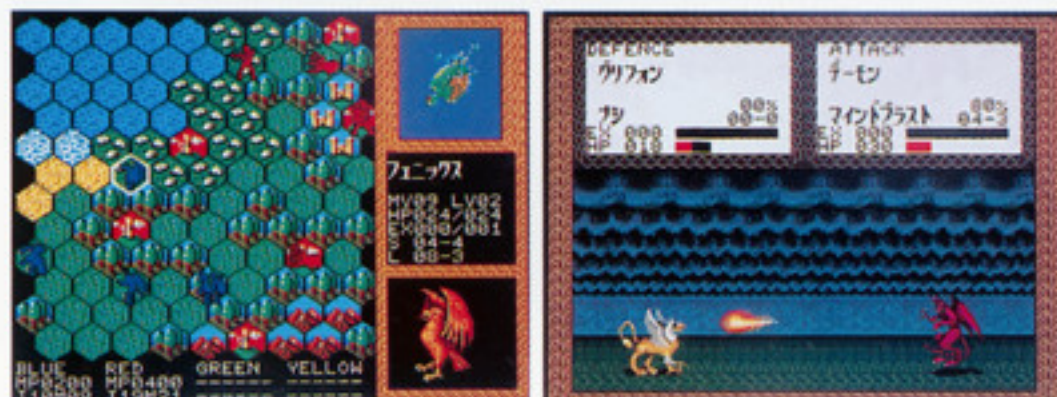 フェニックス
MV09 LV02
MP024/024
EX000/001
S 04-4
L 08-3
BLUE RED GREEN YELLOW
MP0200 MP0400 ------ ------
DEFENCE
グリフォン
ナシ 00%
00-0
EX 000
HP 010
ATTACK
デーモン
マインドブラスト 80%
04-3
EX 000
HP 030